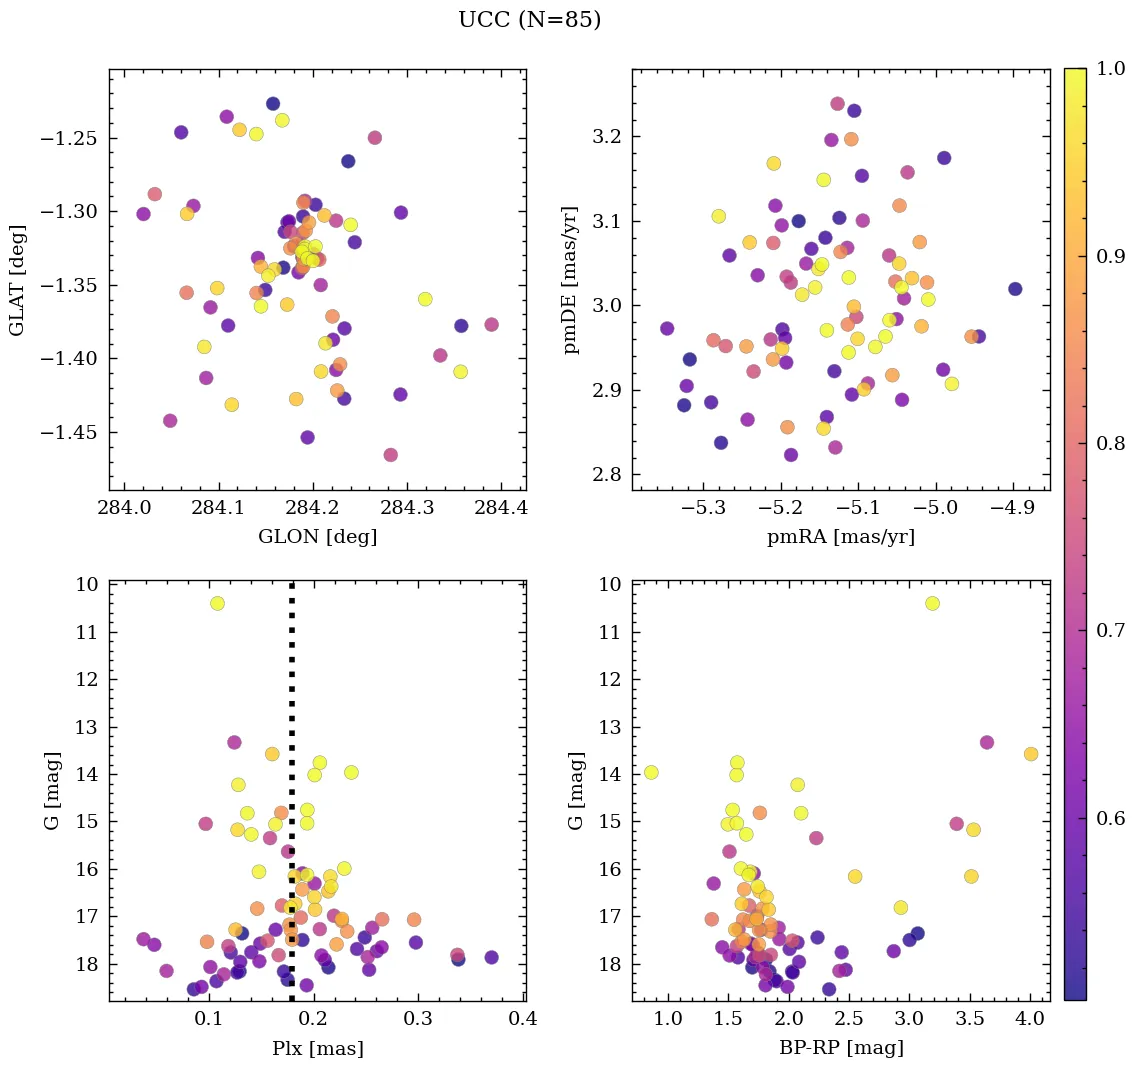 UCC (N=85)
−1.25
−1.30
−1.35
−1.40
−1.45
GLAT [deg]
284.0 284.1 284.2 284.3 284.4
GLON [deg]
3.2
3.1
3.0
2.9
2.8
pmDE [mas/yr]
−5.3 −5.2 −5.1 −5.0 −4.9
pmRA [mas/yr]
1.0
0.9
0.8
0.7
0.6
10
11
12
13
14
15
16
17
18
G [mag]
0.1 0.2 0.3 0.4
Plx [mas]
10
11
12
13
14
15
16
17
18
G [mag]
1.0 1.5 2.0 2.5 3.0 3.5 4.0
BP-RP [mag]